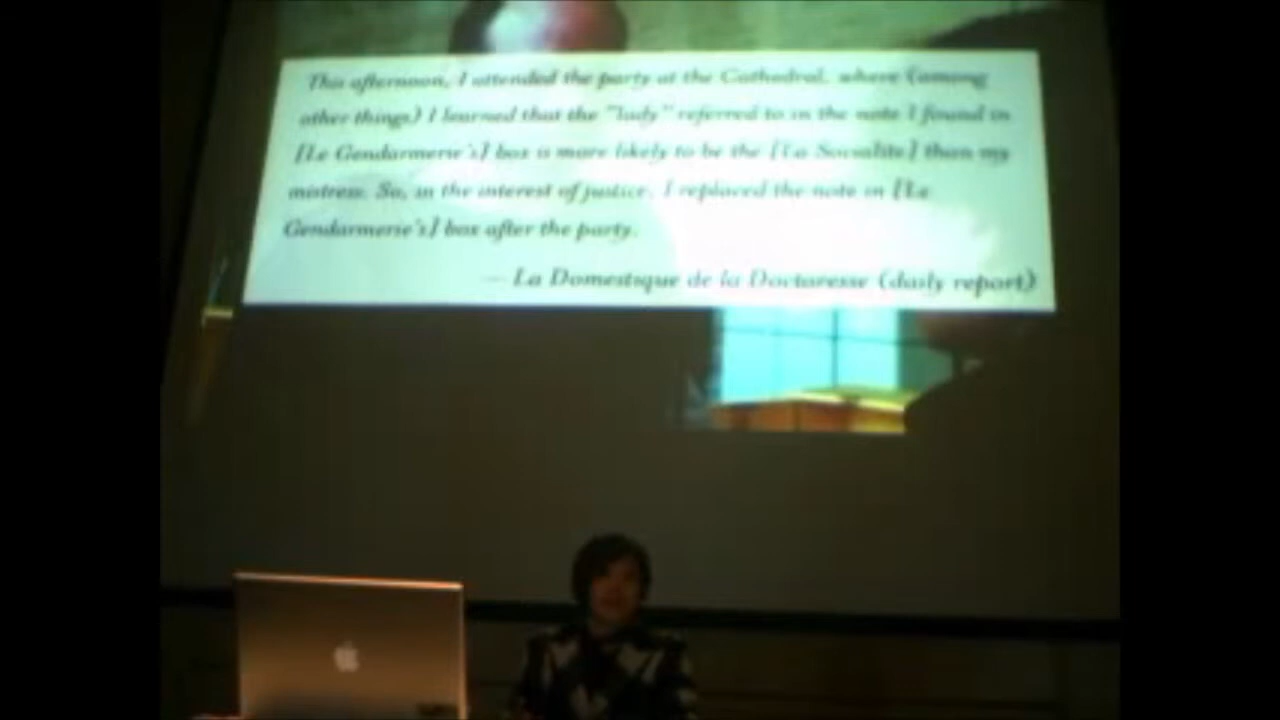 This afternoon, I attended the party at the Cathedral, where (among
other things) I learned that the "lady" referred to in the note I found in
[Le Gendarmerie's] box is more likely to be the [La Socialite] than my
mistress. So, in the interest of justice, I replaced the note in [Le
Gendarmerie's] box after the party.
— La Domestique de la Doctoresse (daily report)